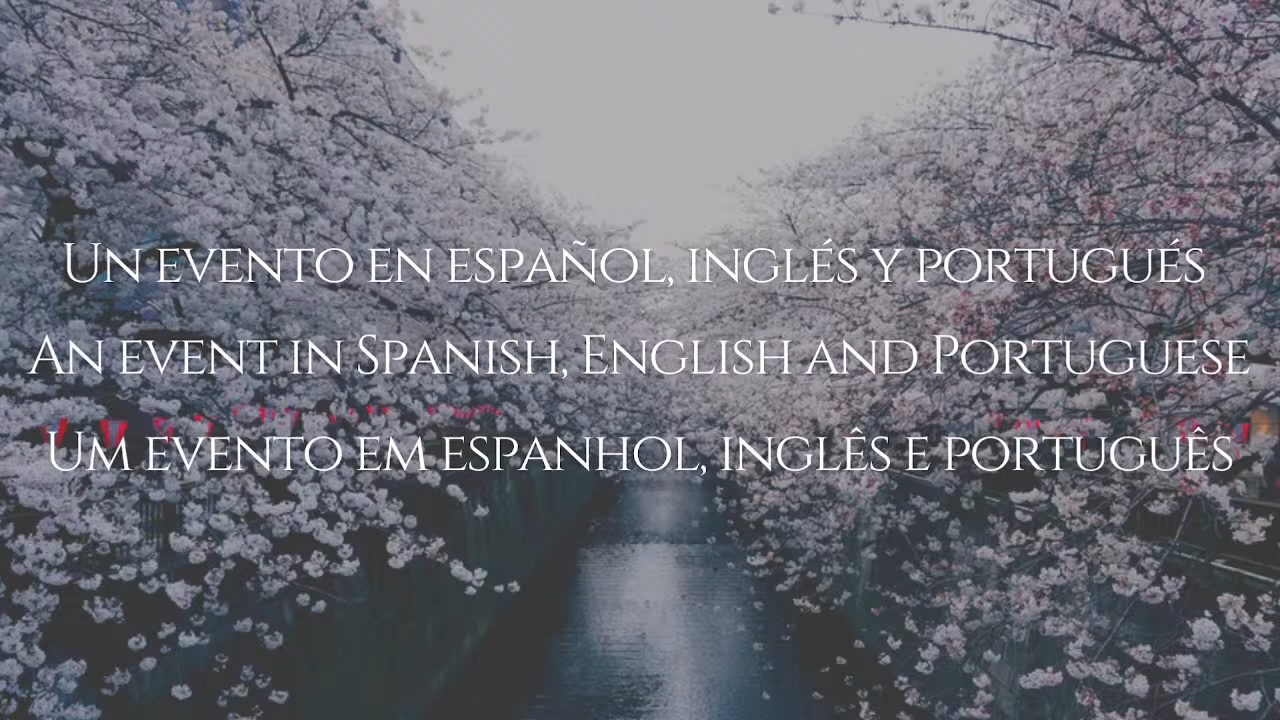 Un evento en español, inglés y portugués
An event in Spanish, English and Portuguese
Um evento em espanhol, inglês e português